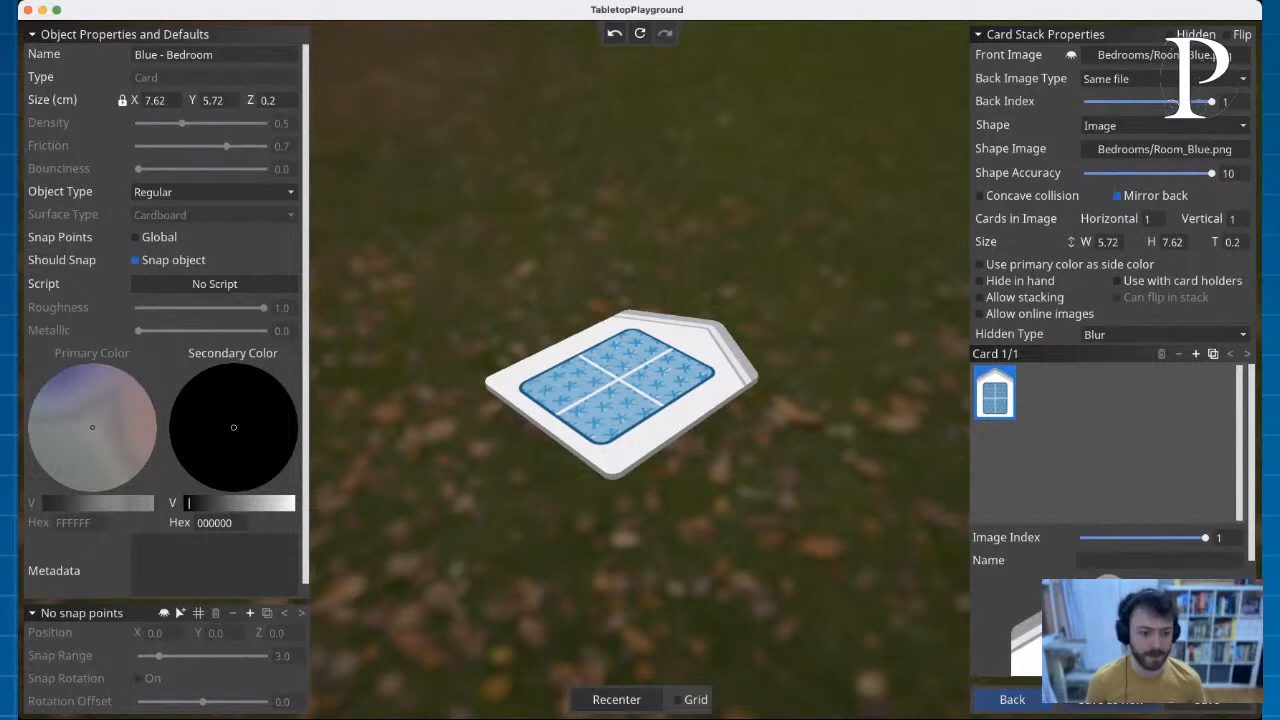 TabletopPlayground
Object Properties and Defaults
Name Blue - Bedroom
Type Card
Size (cm) X 7.62 Y 5.72 Z 0.2
Density 0.5
Friction 0.7
Bounciness 0.0
Object Type Regular
Surface Type Cardboard
Snap Points Global
Should Snap Snap object
Script No Script
Roughness 1.0
Metallic 0.0
Primary Color Secondary Color
V V
Hex FFFFFF Hex 000000
Metadata
No snap points
Position X 0.0 Y 0.0 Z 0.0
Snap Range 3.0
Snap Rotation On
Rotation Offset 0.0
Recenter Grid
Card Stack Properties Hidden Flip
Front Image Bedrooms/Room_Blue.png
P
Back Image Type Same file
Back Index 1
Shape Image
Shape Image Bedrooms/Room_Blue.png
Shape Accuracy 10
Concave collision Mirror back
Cards in Image Horizontal 1 Vertical 1
Size W 5.72 H 7.62 T 0.2
Use primary color as side color
Hide in hand Use with card holders
Allow stacking Can flip in stack
Allow online images
Hidden Type Blur
Card 1/1
Image Index 1
Name
Back